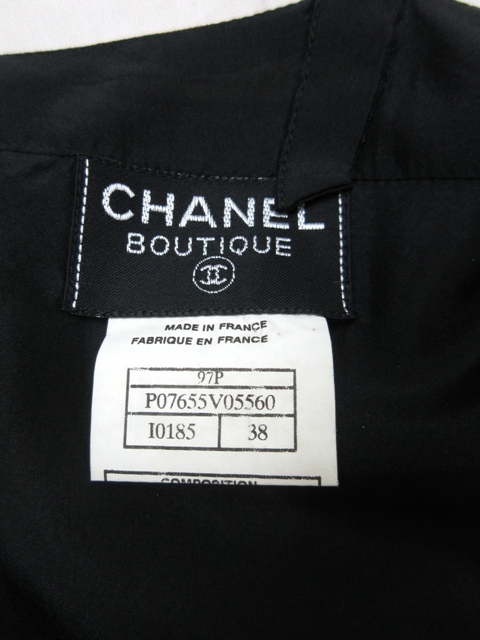 CHANEL
BOUTIQUE
MADE IN FRANCE
FABRIQUE EN FRANCE
97P
P07655V05560
I0185 38
COMPOSITION